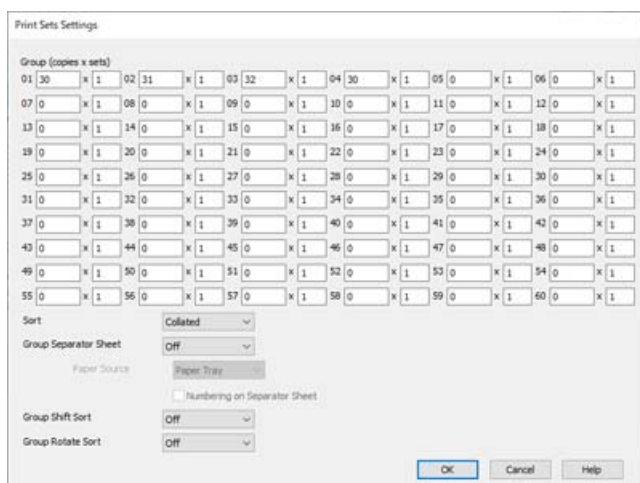 Print Sets Settings
Group (copies x sets)
01 30 x 1 02 31 x 1 03 32 x 1 04 30 x 1 05 0 x 1 06 0 x 1
07 0 x 1 08 0 x 1 09 0 x 1 10 0 x 1 11 0 x 1 12 0 x 1
13 0 x 1 14 0 x 1 15 0 x 1 16 0 x 1 17 0 x 1 18 0 x 1
19 0 x 1 20 0 x 1 21 0 x 1 22 0 x 1 23 0 x 1 24 0 x 1
25 0 x 1 26 0 x 1 27 0 x 1 28 0 x 1 29 0 x 1 30 0 x 1
31 0 x 1 32 0 x 1 33 0 x 1 34 0 x 1 35 0 x 1 36 0 x 1
37 0 x 1 38 0 x 1 39 0 x 1 40 0 x 1 41 0 x 1 42 0 x 1
43 0 x 1 44 0 x 1 45 0 x 1 46 0 x 1 47 0 x 1 48 0 x 1
49 0 x 1 50 0 x 1 51 0 x 1 52 0 x 1 53 0 x 1 54 0 x 1
55 0 x 1 56 0 x 1 57 0 x 1 58 0 x 1 59 0 x 1 60 0 x 1
Sort Collated
Group Separator Sheet Off
Paper Source Paper Tray
Numbering on Separator Sheet
Group Shift Sort Off
Group Rotate Sort Off
OK Cancel Help